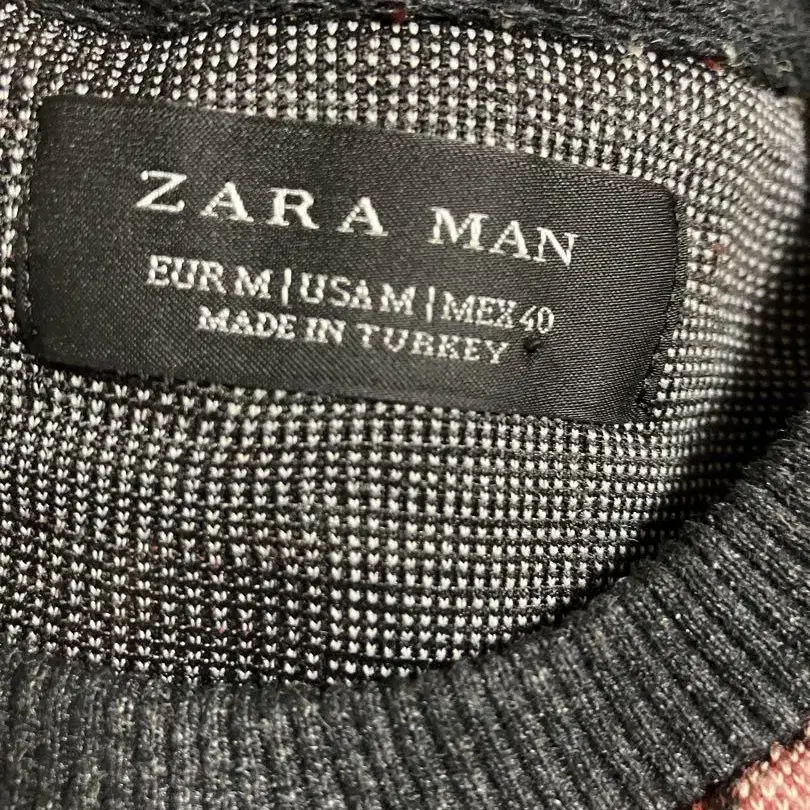 ZARA MAN
EUR M | USA M | MEX 40
MADE IN TURKEY